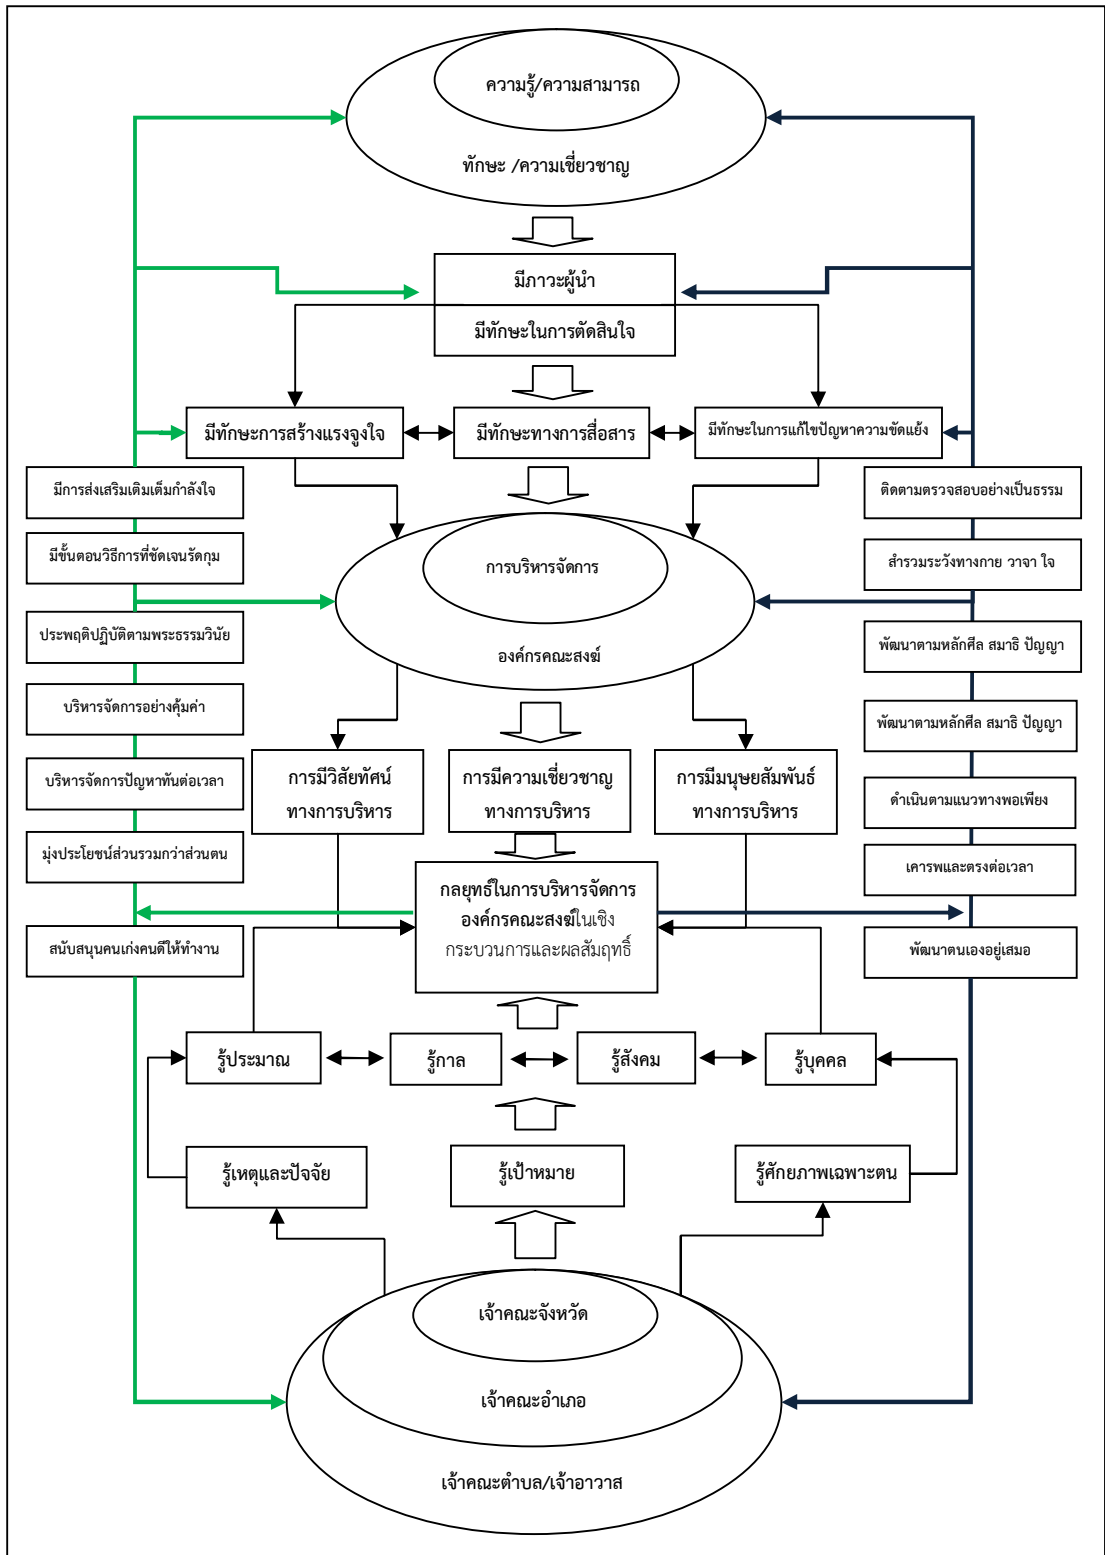 ความรู้/ความสามารถ
ทักษะ /ความเชี่ยวชาญ
มีภาวะผู้นำ
มีทักษะในการตัดสินใจ
มีทักษะการสร้างแรงจูงใจ
มีทักษะทางการสื่อสาร
มีทักษะในการแก้ไขปัญหาความขัดแย้ง
มีการส่งเสริมเติมเต็มกำลังใจ
ติดตามตรวจสอบอย่างเป็นธรรม
มีขั้นตอนวิธีการที่ชัดเจนรัดกุม
สำรวมระวังทางกาย วาจา ใจ
การบริหารจัดการ
องค์กรคณะสงฆ์
ประพฤติปฏิบัติตามพระธรรมวินัย
พัฒนาตามหลักศีล สมาธิ ปัญญา
บริหารจัดการอย่างคุ้มค่า
พัฒนาตามหลักศีล สมาธิ ปัญญา
บริหารจัดการปัญหาทันต่อเวลา
การมีวิสัยทัศน์
ทางการบริหาร
การมีความเชี่ยวชาญ
ทางการบริหาร
การมีมนุษยสัมพันธ์
ทางการบริหาร
ดำเนินตามแนวทางพอเพียง
มุ่งประโยชน์ส่วนรวมกว่าส่วนตน
เคารพและตรงต่อเวลา
กลยุทธ์ในการบริหารจัดการ
องค์กรคณะสงฆ์ในเชิง
กระบวนการและผลสัมฤทธิ์
สนับสนุนคนเก่งคนดีให้ทำงาน
พัฒนาตนเองอยู่เสมอ
รู้ประมาณ
รู้กาล
รู้สังคม
รู้บุคคล
รู้เหตุและปัจจัย
รู้เป้าหมาย
รู้ศักยภาพเฉพาะตน
เจ้าคณะจังหวัด
เจ้าคณะอำเภอ
เจ้าคณะตำบล/เจ้าอาวาส